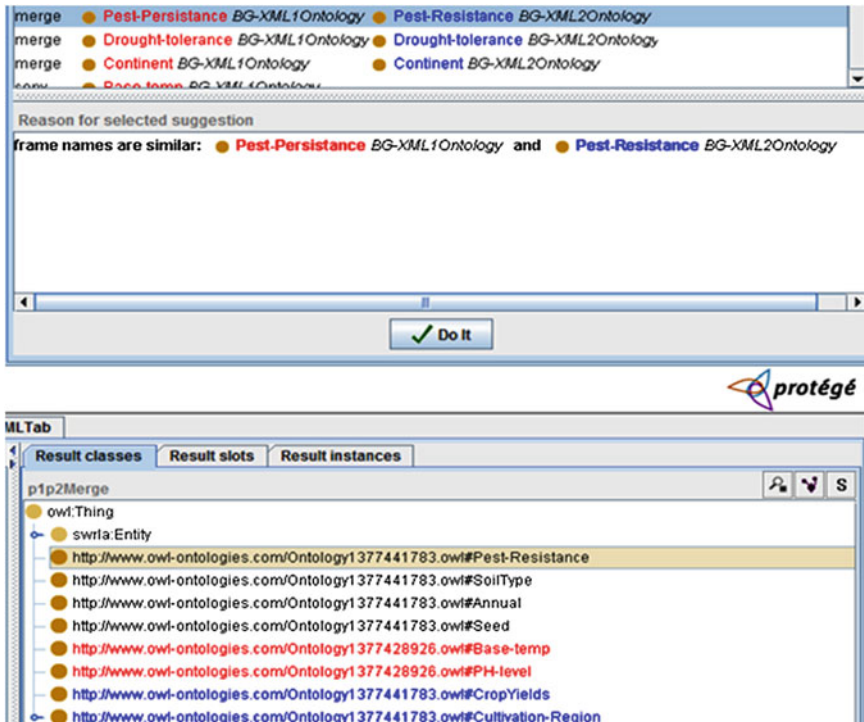 merge Pest-Persistance BG-XML1Ontology Pest-Resistance BG-XML2Ontology
merge Drought-tolerance BG-XML1Ontology Drought-tolerance BG-XML2Ontology
merge Continent BG-XML1Ontology Continent BG-XML2Ontology
Base-temp BG-XML1Ontology
Reason for selected suggestion
frame names are similar: Pest-Persistance BG-XML1Ontology and Pest-Resistance BG-XML2Ontology
Do It
protégé
MLTab
Result classes Result slots Result instances
p1p2Merge S
owl:Thing
swrla:Entity
http://www.owl-ontologies.com/Ontology1377441783.owl#Pest-Resistance
http://www.owl-ontologies.com/Ontology1377441783.owl#SoilType
http://www.owl-ontologies.com/Ontology1377441783.owl#Annual
http://www.owl-ontologies.com/Ontology1377441783.owl#Seed
http://www.owl-ontologies.com/Ontology1377428926.owl#Base-temp
http://www.owl-ontologies.com/Ontology1377428926.owl#PH-level
http://www.owl-ontologies.com/Ontology1377441783.owl#CropYields
http://www.owl-ontologies.com/Ontology1377441783.owl#Cultivation-Region